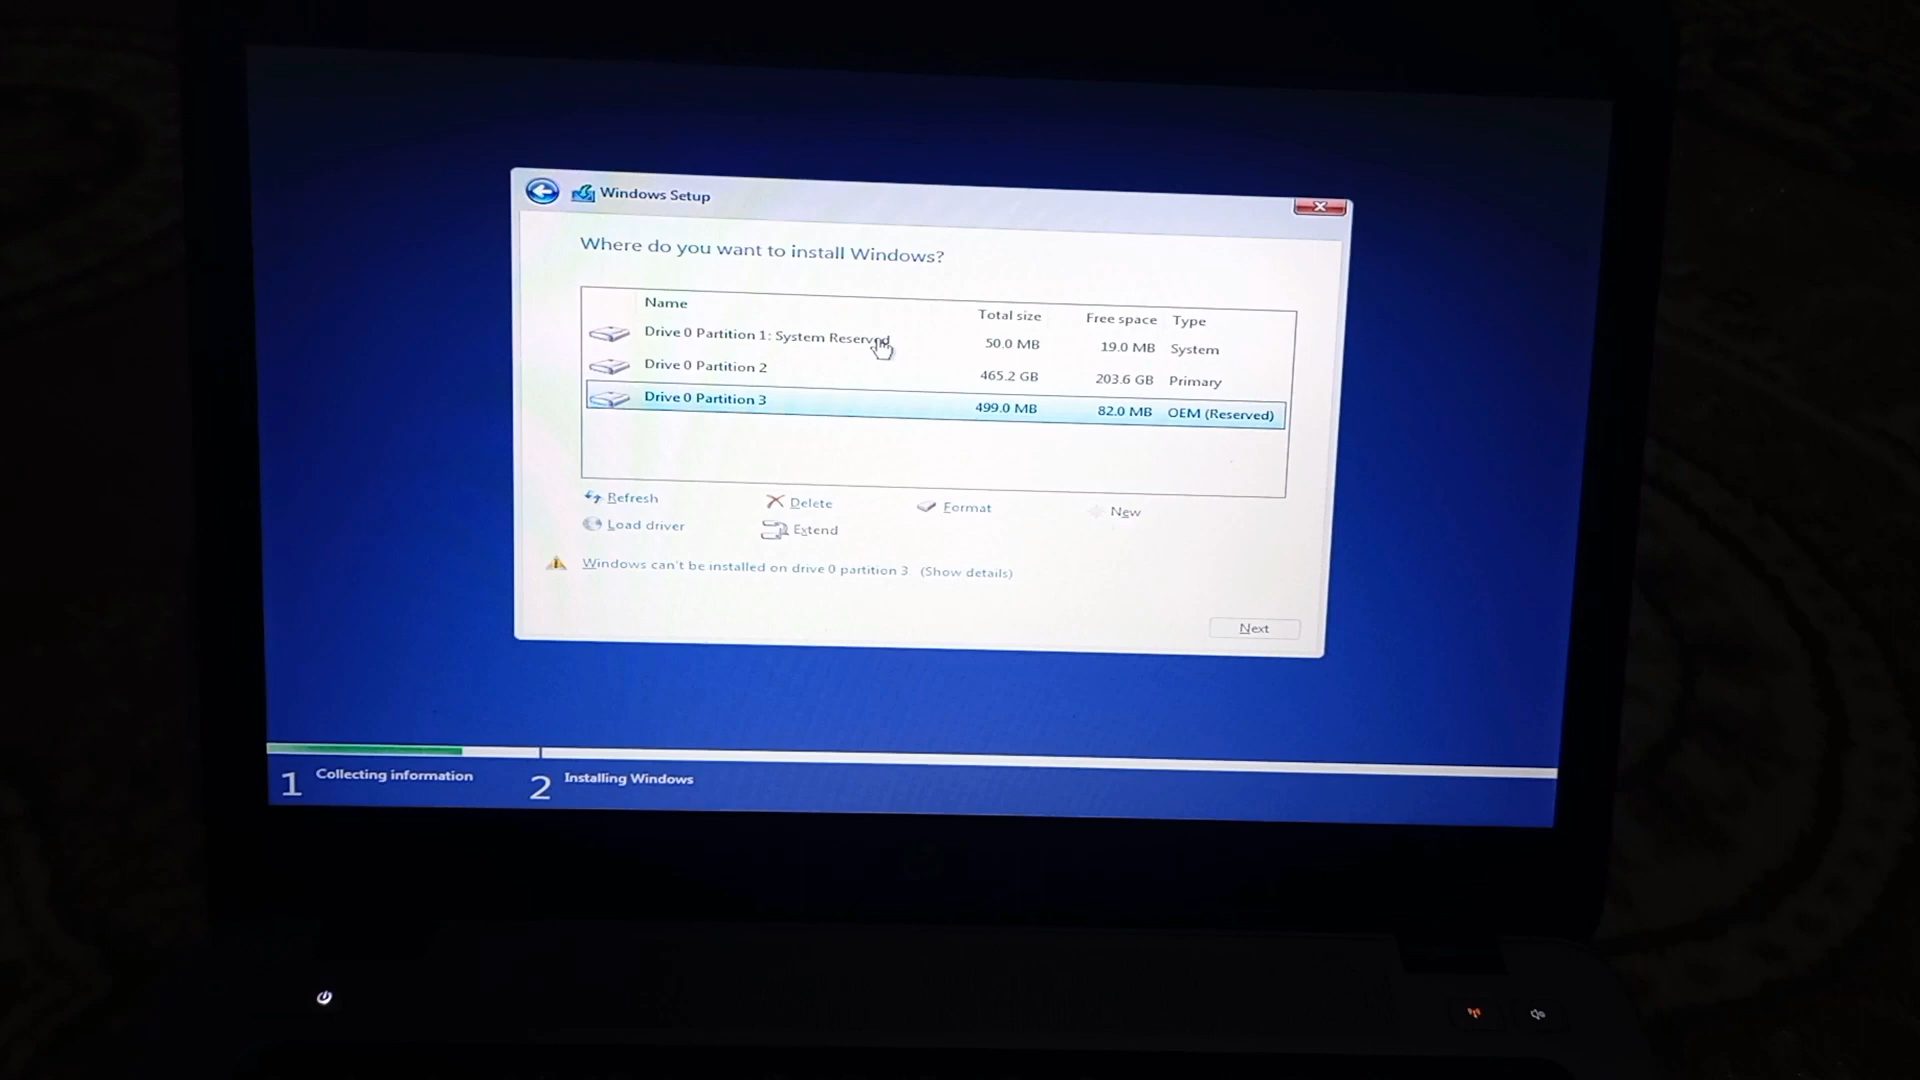 Windows Setup
Where do you want to install Windows?
Name Total size Free space Type
Drive 0 Partition 1: System Reserved 50.0 MB 19.0 MB System
Drive 0 Partition 2 465.2 GB 203.6 GB Primary
Drive 0 Partition 3 499.0 MB 82.0 MB OEM (Reserved)
Refresh Delete Format New
Load driver Extend
Windows can't be installed on drive 0 partition 3. (Show details)
Next
1 Collecting information 2 Installing Windows